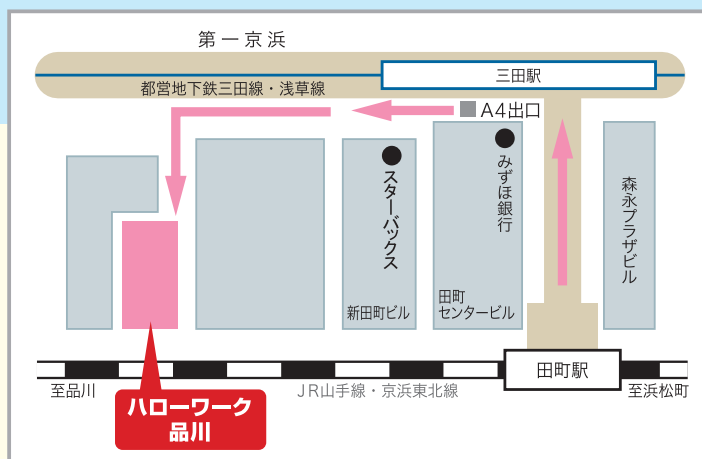 第一京浜
三田駅
都営地下鉄三田線・浅草線
A4出口
みずほ銀行
スターバックス
森永プラザビル
新田町ビル
田町
センタービル
田町駅
至品川
JR山手線・京浜東北線
至浜松町
ハローワーク
品川